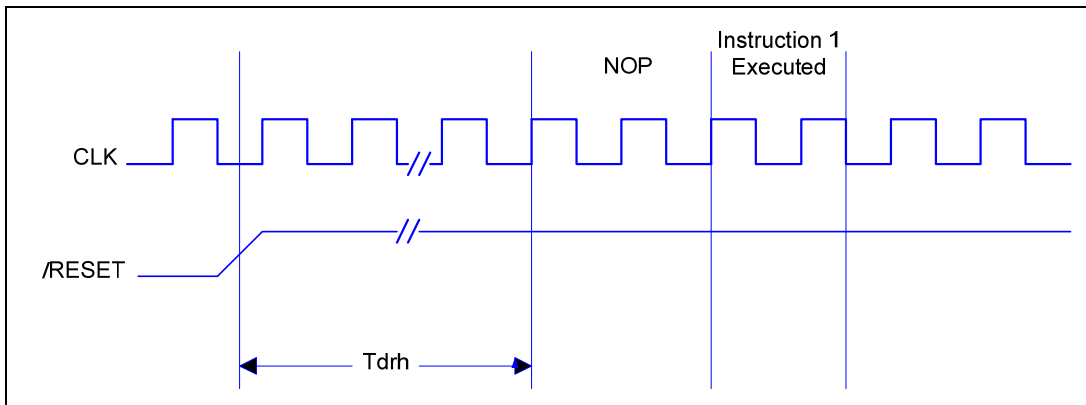 Instruction 1
Executed
NOP
CLK
/RESET
Tdrh